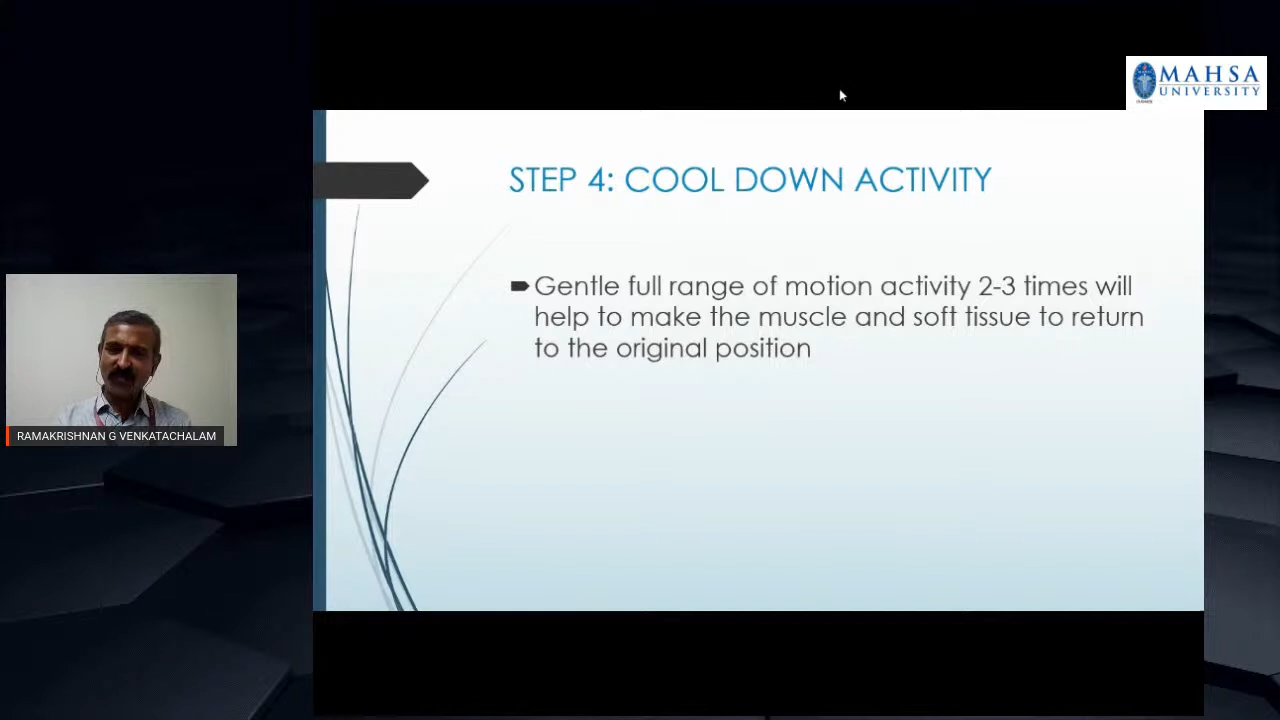 MAHSA
UNIVERSITY
STEP 4: COOL DOWN ACTIVITY
Gentle full range of motion activity 2-3 times will
help to make the muscle and soft tissue to return
to the original position
RAMAKRISHNAN G VENKATACHALAM